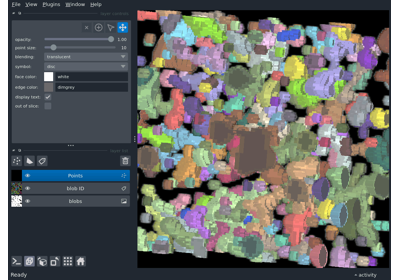 File View Plugins Window Help
opacity: 1.00
point size: 10
blending: translucent
symbol: disc
face color: white
edge color: dimgrey
display text:
out of slice:
Points
blob ID
blobs
Ready
activity